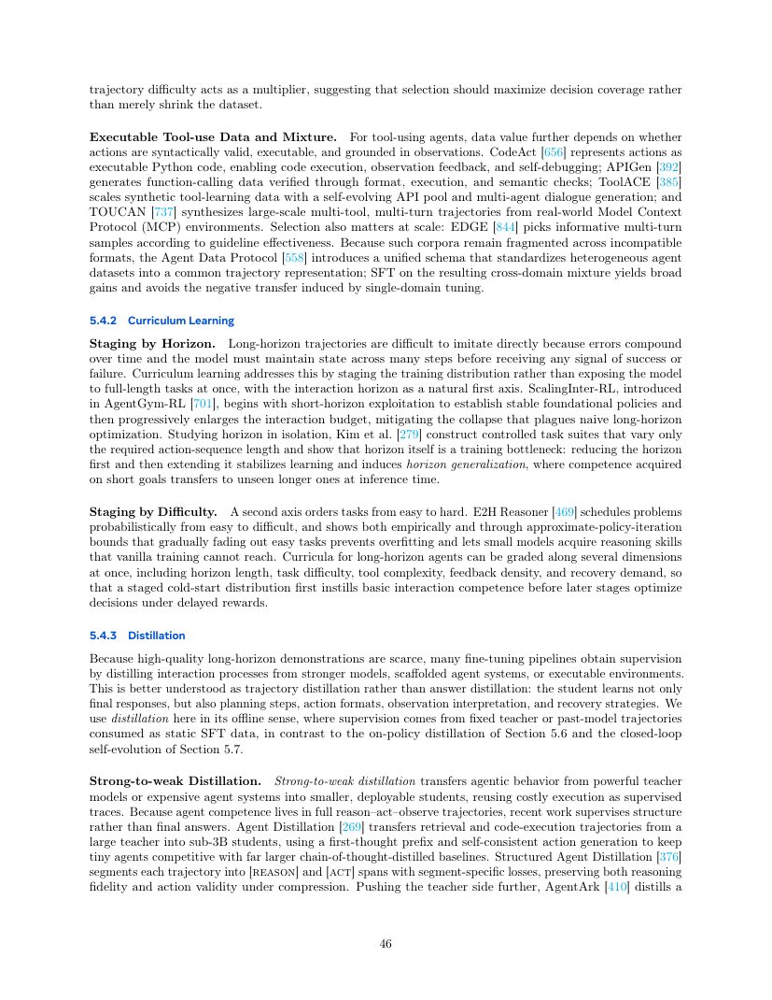 trajectory difficulty acts as a multiplier, suggesting that selection should maximize decision coverage rather
than merely shrink the dataset.
Executable Tool-use Data and Mixture. For tool-using agents, data value further depends on whether
actions are syntactically valid, executable, and grounded in observations. CodeAct [656] represents actions as
executable Python code, enabling code execution, observation feedback, and self-debugging; APIGen [392]
generates function-calling data verified through format, execution, and semantic checks; ToolACE [385]
scales synthetic tool-learning data with a self-evolving API pool and multi-agent dialogue generation; and
TOUCAN [737] synthesizes large-scale multi-tool, multi-turn trajectories from real-world Model Context
Protocol (MCP) environments. Selection also matters at scale: EDGE [844] picks informative multi-turn
samples according to guideline effectiveness. Because such corpora remain fragmented across incompatible
formats, the Agent Data Protocol [558] introduces a unified schema that standardizes heterogeneous agent
datasets into a common trajectory representation; SFT on the resulting cross-domain mixture yields broad
gains and avoids the negative transfer induced by single-domain tuning.
5.4.2 Curriculum Learning
Staging by Horizon. Long-horizon trajectories are difficult to imitate directly because errors compound
over time and the model must maintain state across many steps before receiving any signal of success or
failure. Curriculum learning addresses this by staging the training distribution rather than exposing the model
to full-length tasks at once, with the interaction horizon as a natural first axis. ScalingInter-RL, introduced
in AgentGym-RL [701], begins with short-horizon exploitation to establish stable foundational policies and
then progressively enlarges the interaction budget, mitigating the collapse that plagues naive long-horizon
optimization. Studying horizon in isolation, Kim et al. [279] construct controlled task suites that vary only
the required action-sequence length and show that horizon itself is a training bottleneck: reducing the horizon
first and then extending it stabilizes learning and induces horizon generalization, where competence acquired
on short goals transfers to unseen longer ones at inference time.
Staging by Difficulty. A second axis orders tasks from easy to hard. E2H Reasoner [469] schedules problems
probabilistically from easy to difficult, and shows both empirically and through approximate-policy-iteration
bounds that gradually fading out easy tasks prevents overfitting and lets small models acquire reasoning skills
that vanilla training cannot reach. Curricula for long-horizon agents can be graded along several dimensions
at once, including horizon length, task difficulty, tool complexity, feedback density, and recovery demand, so
that a staged cold-start distribution first instills basic interaction competence before later stages optimize
decisions under delayed rewards.
5.4.3 Distillation
Because high-quality long-horizon demonstrations are scarce, many fine-tuning pipelines obtain supervision
by distilling interaction processes from stronger models, scaffolded agent systems, or executable environments.
This is better understood as trajectory distillation rather than answer distillation: the student learns not only
final responses, but also planning steps, action formats, observation interpretation, and recovery strategies. We
use distillation here in its offline sense, where supervision comes from fixed teacher or past-model trajectories
consumed as static SFT data, in contrast to the on-policy distillation of Section 5.6 and the closed-loop
self-evolution of Section 5.7.
Strong-to-weak Distillation. Strong-to-weak distillation transfers agentic behavior from powerful teacher
models or expensive agent systems into smaller, deployable students, reusing costly execution as supervised
traces. Because agent competence lives in full reason–act–observe trajectories, recent work supervises structure
rather than final answers. Agent Distillation [269] transfers retrieval and code-execution trajectories from a
large teacher into sub-3B students, using a first-thought prefix and self-consistent action generation to keep
tiny agents competitive with far larger chain-of-thought-distilled baselines. Structured Agent Distillation [376]
segments each trajectory into [REASON] and [ACT] spans with segment-specific losses, preserving both reasoning
fidelity and action validity under compression. Pushing the teacher side further, AgentArk [410] distills a
46